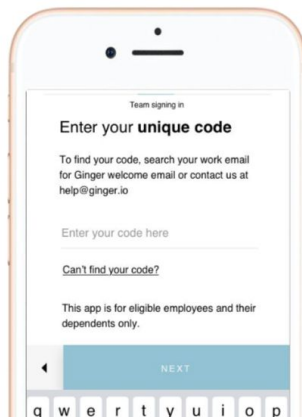 Team signing in
Enter your unique code
To find your code, search your work email
for Ginger welcome email or contact us at
help@ginger.io
Enter your code here
Can't find your code?
This app is for eligible employees and their
dependents only.
NEXT
q w e r t y u i o p